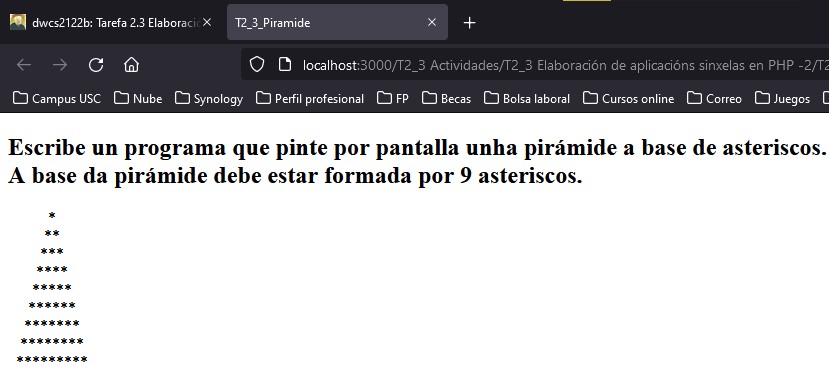 dwcs2122b: Tarefa 2.3 Elaboració
T2_3_Piramide
localhost:3000/T2_3 Actividades/T2_3 Elaboración de aplicacións sinxelas en PHP -2/T2
Campus USC Nube Synology Perfil profesional FP Becas Bolsa laboral Cursos online Correo Juegos
Escribe un programa que pinte por pantalla unha pirámide a base de asteriscos.
A base da pirámide debe estar formada por 9 asteriscos.
*
**
***
****
*****
******
*******
********
*********